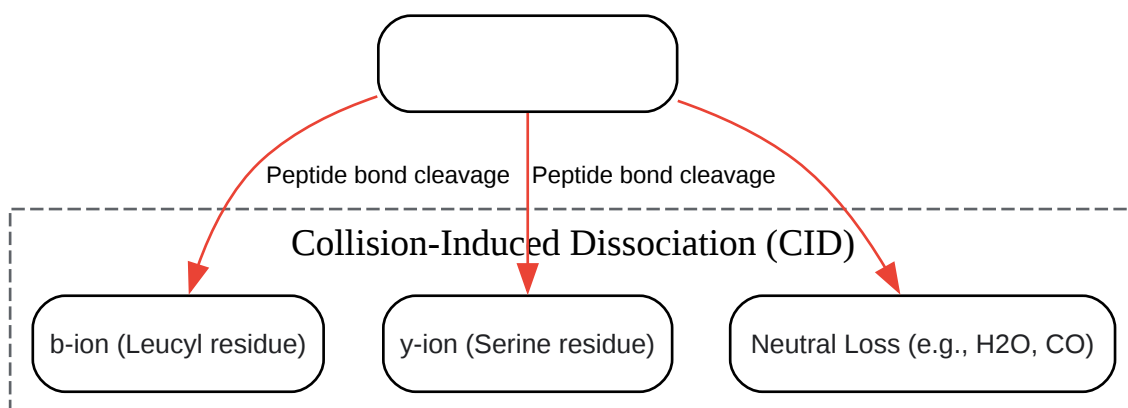 Peptide bond cleavage
Peptide bond cleavage
Collision-Induced Dissociation (CID)
b-ion (Leucyl residue)
y-ion (Serine residue)
Neutral Loss (e.g., H2O, CO)